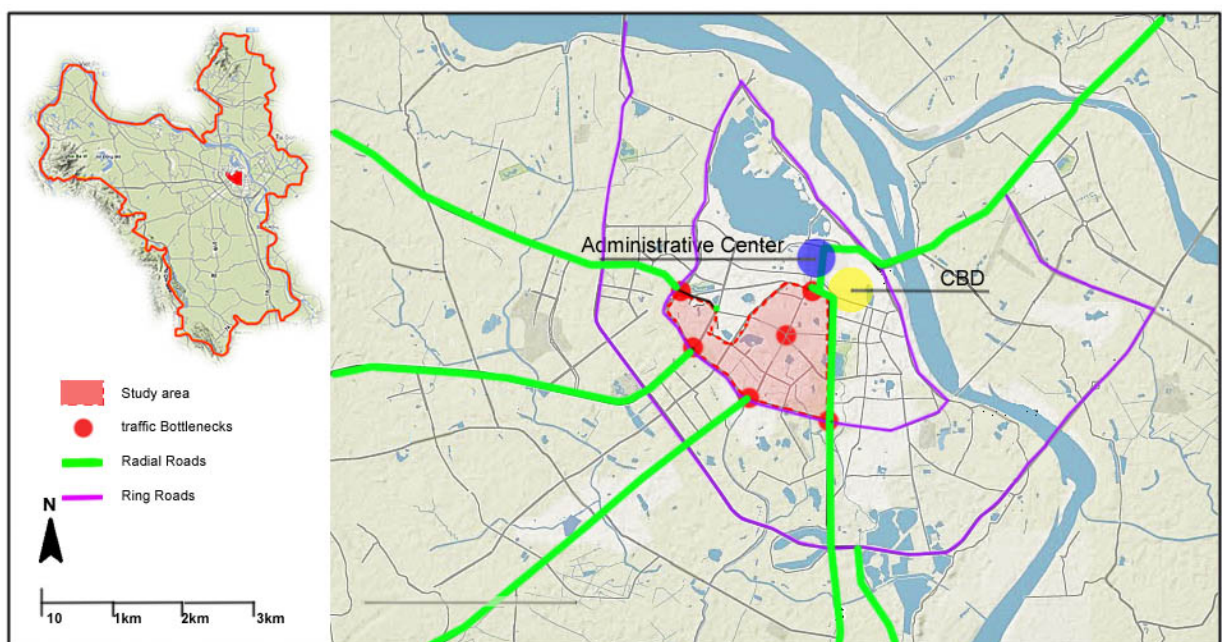 Administrative Center
CBD
Study area
traffic Bottlenecks
Radial Roads
Ring Roads
N
10 1km 2km 3km